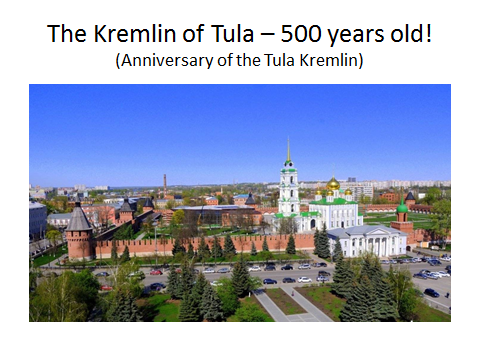 The Kremlin of Tula – 500 years old!
(Anniversary of the Tula Kremlin)